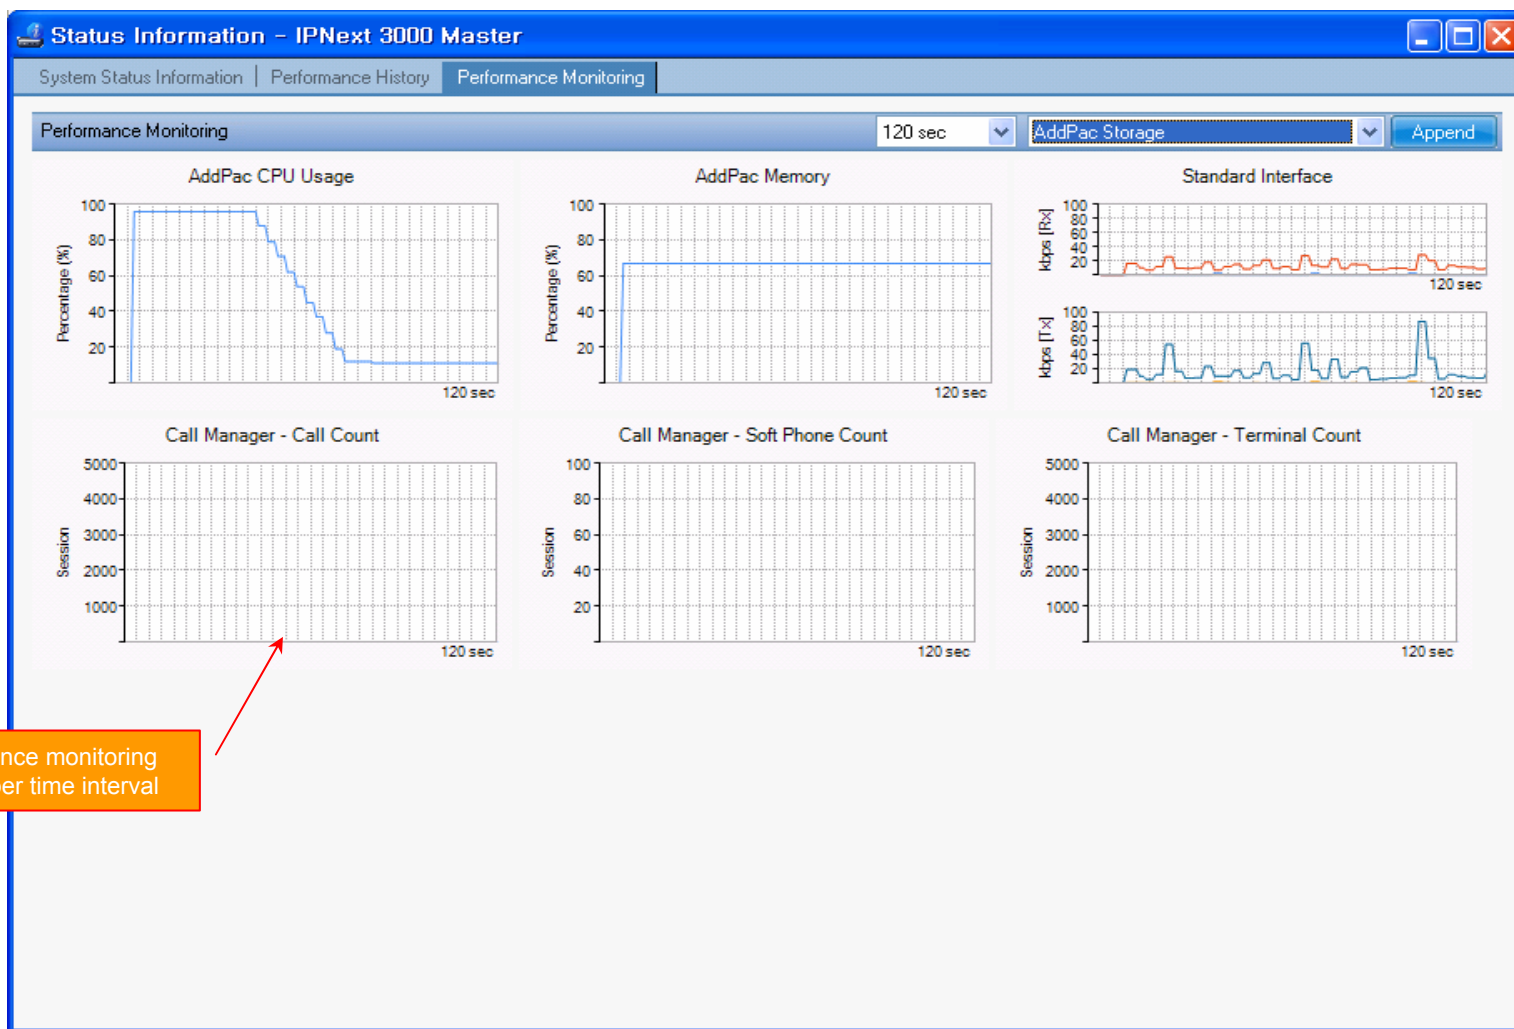 Status Information - IPNext 3000 Master
System Status Information | Performance History Performance Monitoring
Performance Monitoring 120 sec AddPac Storage Append
AddPac CPU Usage
Percentage (%)
100
80
60
40
20
120 sec
AddPac Memory
Percentage (%)
100
80
60
40
20
120 sec
Standard Interface
kbps [Rx]
100
80
60
40
20
120 sec
kbps [Tx]
100
80
60
40
20
120 sec
Call Manager - Call Count
Session
5000
4000
3000
2000
1000
120 sec
Call Manager - Soft Phone Count
Session
100
80
60
40
20
120 sec
Call Manager - Terminal Count
Session
5000
4000
3000
2000
1000
120 sec
nce monitoring
per time interval